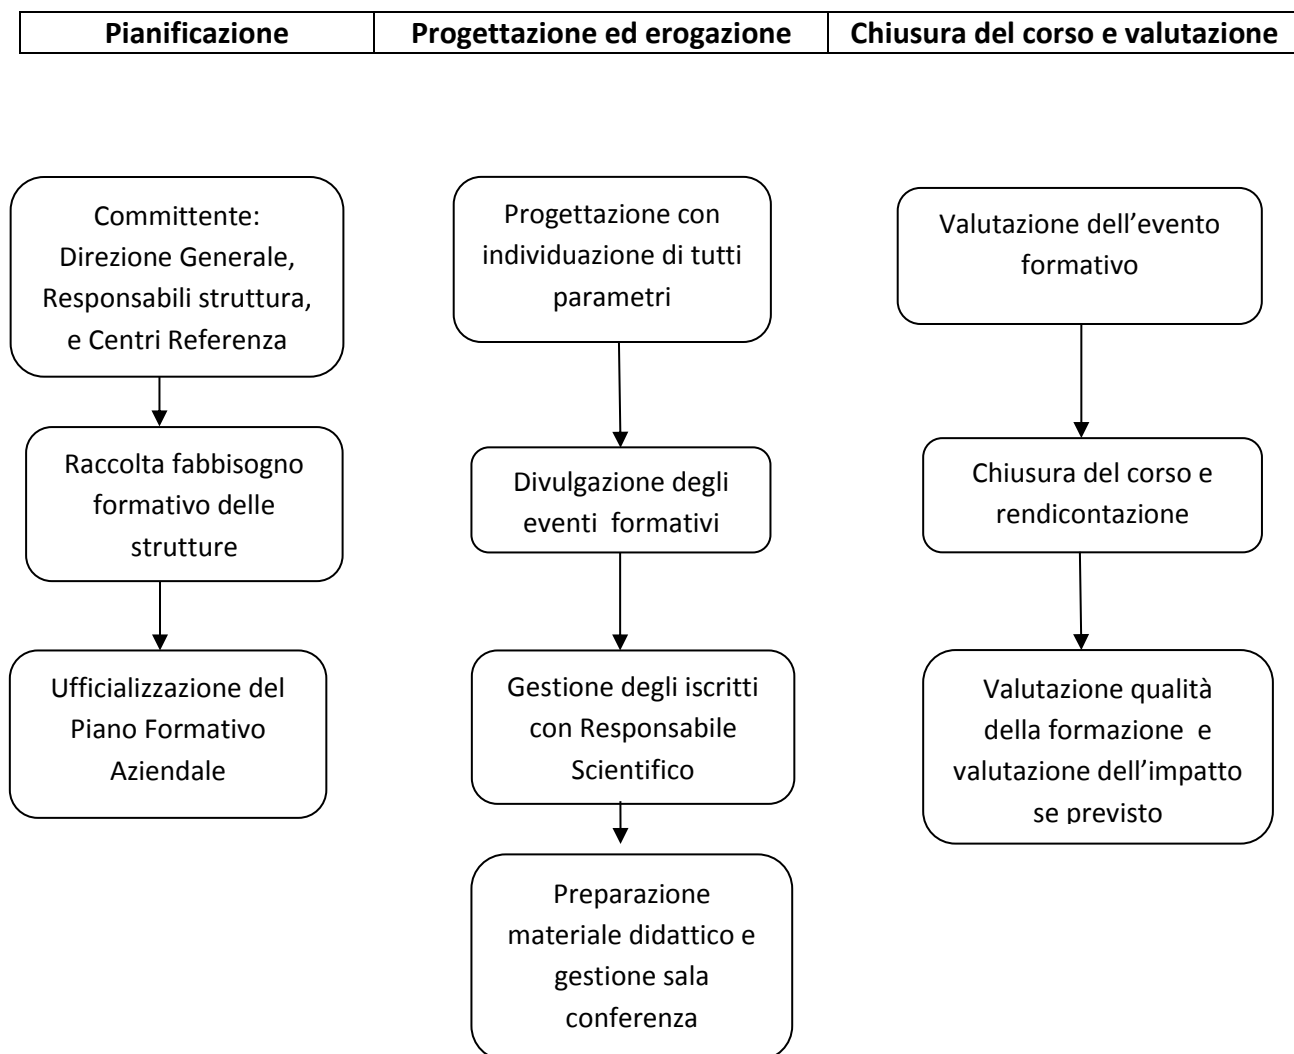 Pianificazione
Progettazione ed erogazione
Chiusura del corso e valutazione
Committente:
Direzione Generale,
Responsabili struttura,
e Centri Referenza
Raccolta fabbisogno
formativo delle
strutture
Ufficializzazione del
Piano Formativo
Aziendale
Progettazione con
individuazione di tutti
parametri
Divulgazione degli
eventi formativi
Gestione degli iscritti
con Responsabile
Scientifico
Preparazione
materiale didattico e
gestione sala
conferenza
Valutazione dell’evento
formativo
Chiusura del corso e
rendicontazione
Valutazione qualità
della formazione e
valutazione dell’impatto
se previsto